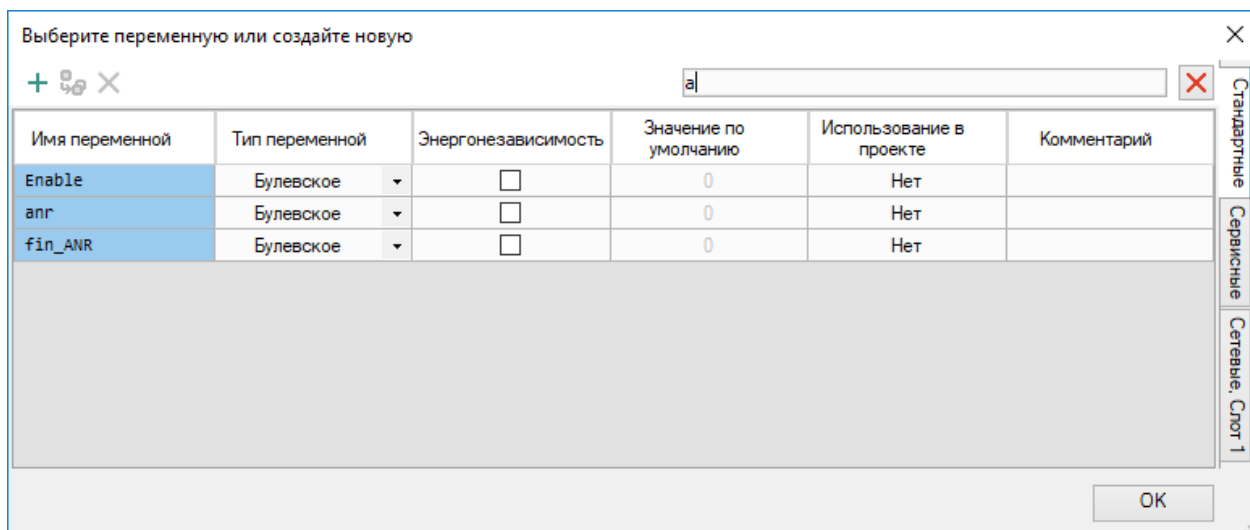 Выберите переменную или создайте новую
a
Имя переменной Тип переменной Энергонезависимость Значение по умолчанию Использование в проекте Комментарий
Enable Булевское 0 Нет
anr Булевское 0 Нет
fin_ANR Булевское 0 Нет
Стандартные
Сервисные
Сетевые, Слот 1
OK